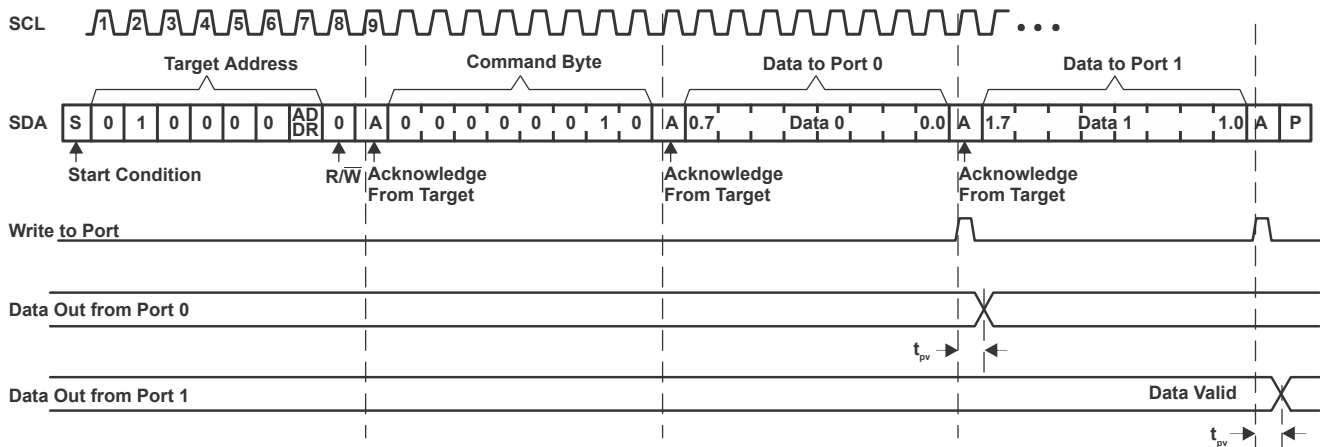 SCL 1 2 3 4 5 6 7 8 9
Target Address Command Byte Data to Port 0 Data to Port 1
SDA S 0 1 0 0 0 0 AD DR 0 A 0 0 0 0 0 0 1 0 A 0.7 Data 0 0.0 A 1.7 Data 1 1.0 A P
Start Condition R/W̅ Acknowledge From Target Acknowledge From Target Acknowledge From Target
Write to Port
Data Out from Port 0
tpv
Data Out from Port 1 Data Valid
tpv